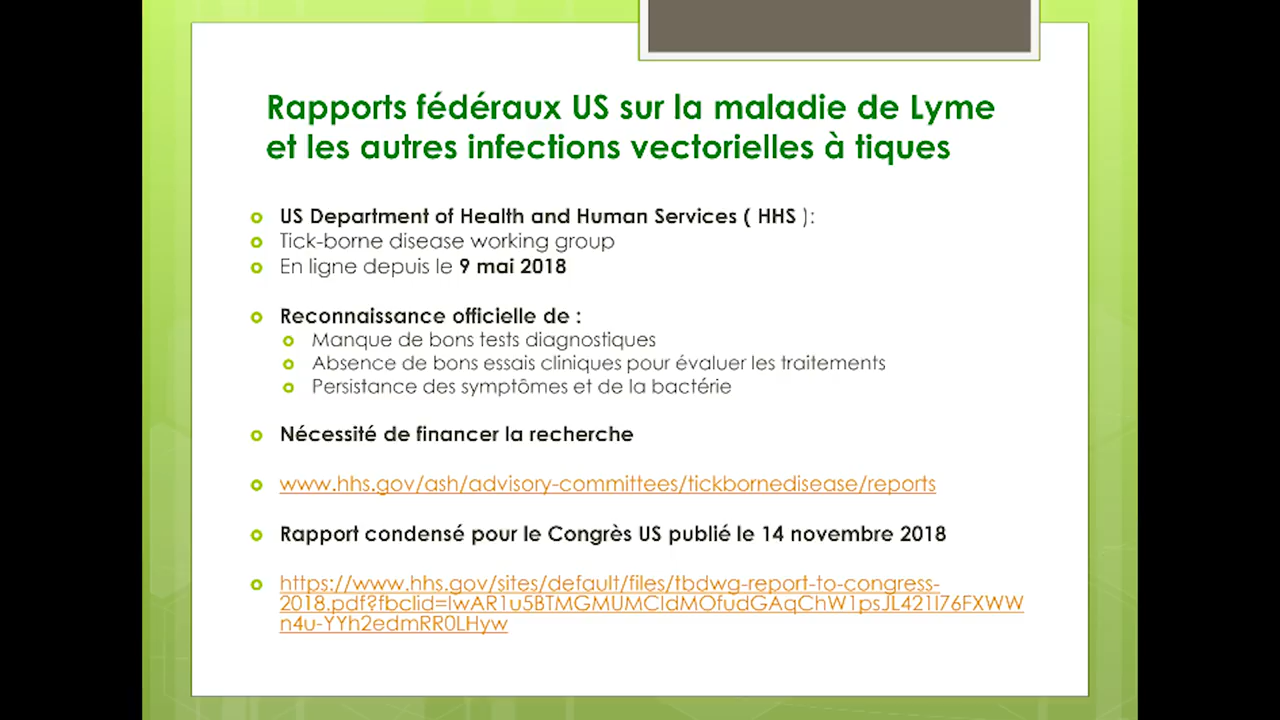 Rapports fédéraux US sur la maladie de Lyme
et les autres infections vectorielles à tiques
US Department of Health and Human Services ( HHS ):
Tick-borne disease working group
En ligne depuis le 9 mai 2018
Reconnaissance officielle de :
Manque de bons tests diagnostiques
Absence de bons essais cliniques pour évaluer les traitements
Persistance des symptômes et de la bactérie
Nécessité de financer la recherche
www.hhs.gov/ash/advisory-committees/tickbornedisease/reports
Rapport condensé pour le Congrès US publié le 14 novembre 2018
https://www.hhs.gov/sites/default/files/tbdwg-report-to-congress-
2018.pdf?fbclid=IwAR1u5BTMGMUMCIdMOfudGAqChW1psJL421I76FXWW
n4u-YYh2edmRR0LHyw